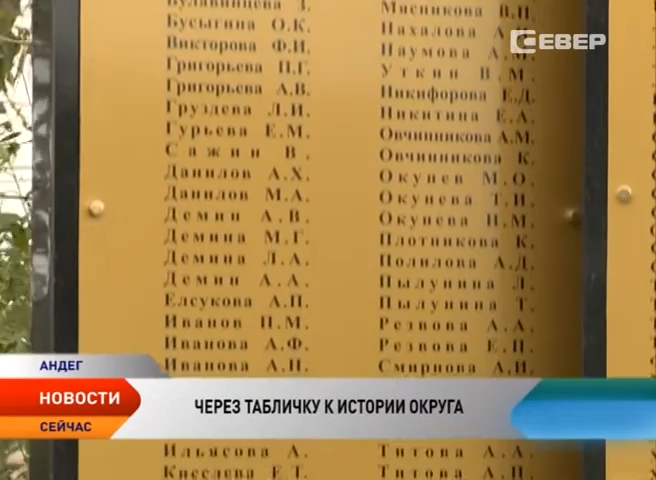 Булавинцева З.
Бусыгина О.К.
Викторова Ф.И.
Григорьева П.Г.
Григорьева А.В.
Груздева Л.И.
Гурьева Е.М.
Сажин В.
Данилов А.Х.
Данилов М.А.
Демин А.В.
Демина М.Г.
Демина Л.А.
Демин А.А.
Елсукова А.П.
Иванов П.М.
Иванова А.Ф.
Иванова А.Н.
Ильясова А.
Киселева Е.Т.
Мясникова В.Н.
Нахалова
Наумова А.М.
Уткин В.М.
Никифорова Е.Д.
Никитина Е.А.
Овчинникова А.М.
Овчинникова К.
Окунев М.О.
Окунева Т.И.
Окунева Н.М.
Плотникова К.
Полилова А.Д.
Пылунина Л.
Пылунина Т.
Резвова А.А.
Резвова Е.П.
Смирнова А.И.
Титова А.А.
Титова А.П.
СЕВЕР
АНДЕГ
НОВОСТИ
СЕЙЧАС
ЧЕРЕЗ ТАБЛИЧКУ К ИСТОРИИ ОКРУГА